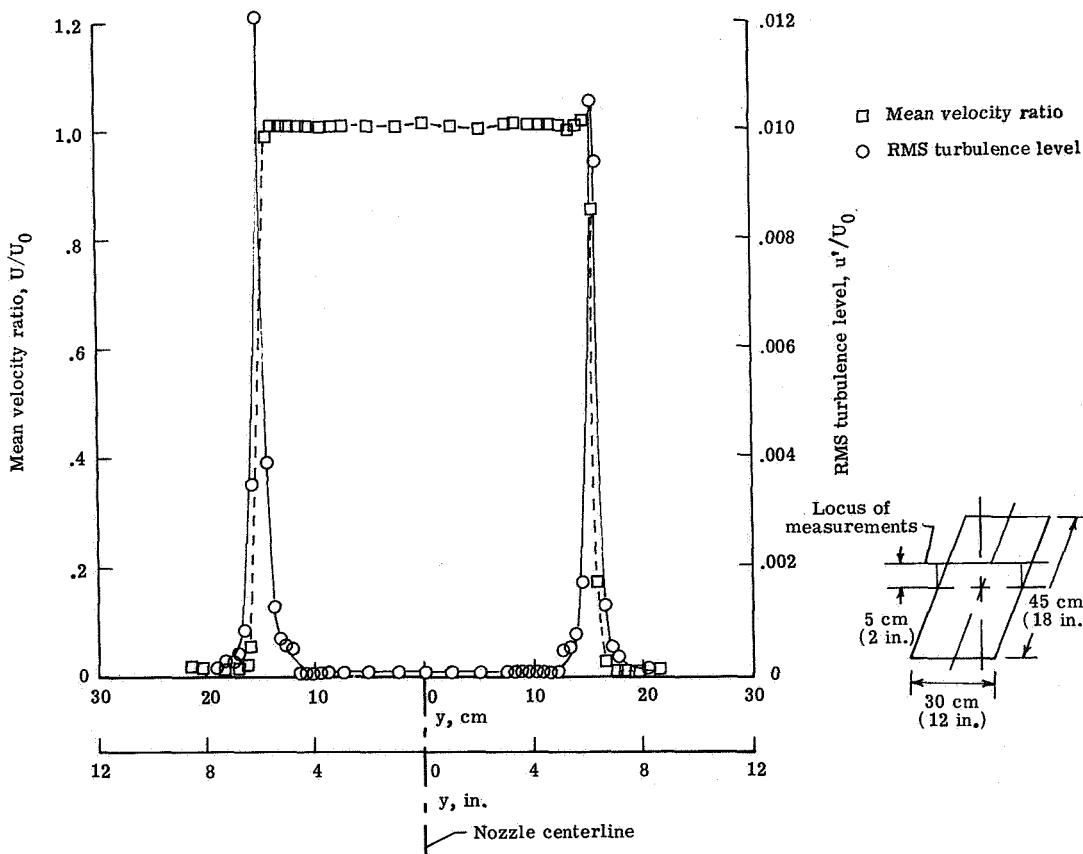 1.2
1.0
.8
.6
.4
.2
0
Mean velocity ratio, U/U0
.012
.010
.008
.006
.004
.002
0
RMS turbulence level, u'/U0
Mean velocity ratio
RMS turbulence level
30
20
10
0
10
20
30
y, cm
12
8
4
0
4
8
12
y, in.
Nozzle centerline
Locus of
measurements
5 cm
(2 in.)
45 cm
(18 in.)
30 cm
(12 in.)